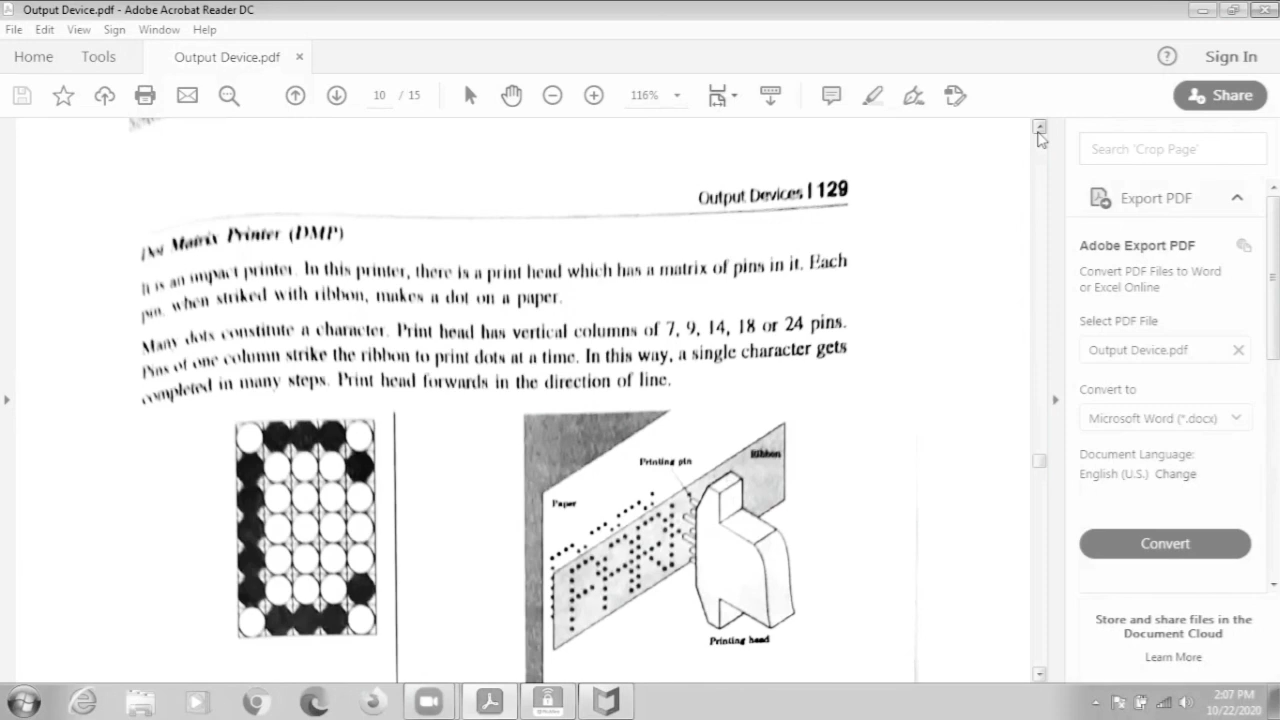 Output Device.pdf - Adobe Acrobat Reader DC
File Edit View Sign Window Help
Home Tools Output Device.pdf × ? Sign In
10 / 15 116% Share
Search 'Crop Page'
Output Devices | 129
Export PDF
Matrix Printer (DMP)
Adobe Export PDF
It is an impact printer. In this printer, there is a print head which has a matrix of pins in it. Each
Convert PDF Files to Word
or Excel Online
pin, when striked with ribbon, makes a dot on a paper.
Select PDF File
Many dots constitute a character. Print head has vertical columns of 7, 9, 14, 18 or 24 pins.
Output Device.pdf
Pins of one column strike the ribbon to print dots at a time. In this way, a single character gets
completed in many steps. Print head forwards in the direction of line.
Convert to
Microsoft Word (*.docx)
Document Language:
English (U.S.) Change
Printing pin
Ribbon
Paper
Printing head
Convert
Store and share files in the
Document Cloud
Learn More
2:07 PM
10/22/2020